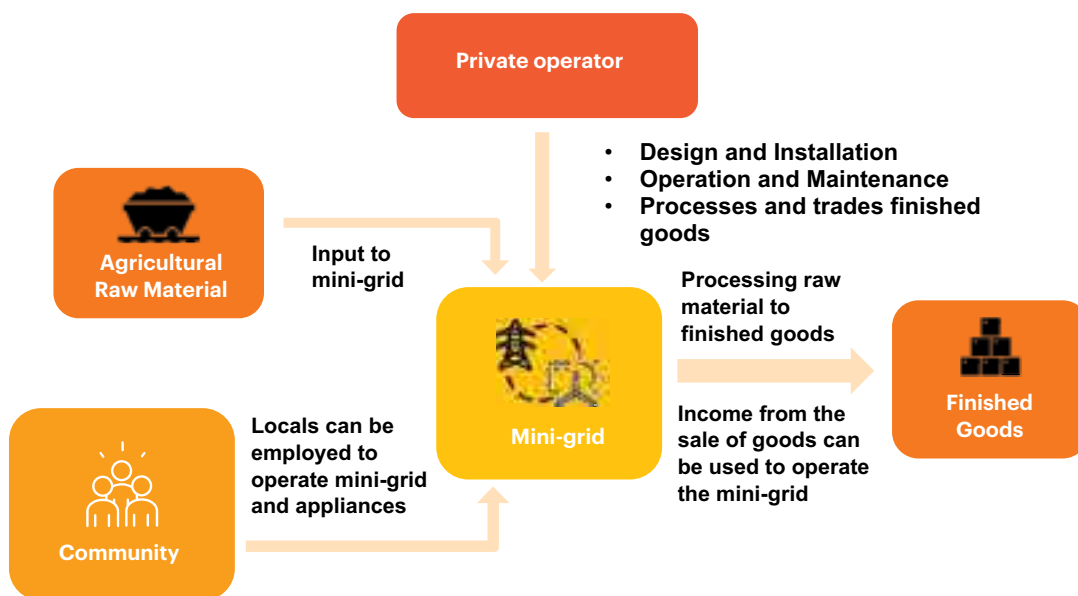 Private operator
• Design and Installation
• Operation and Maintenance
• Processes and trades finished
goods
Agricultural
Raw Material
Input to
mini-grid
Processing raw
material to
finished goods
Mini-grid
Finished
Goods
Locals can be
employed to
operate mini-grid
and appliances
Income from the
sale of goods can
be used to operate
the mini-grid
Community